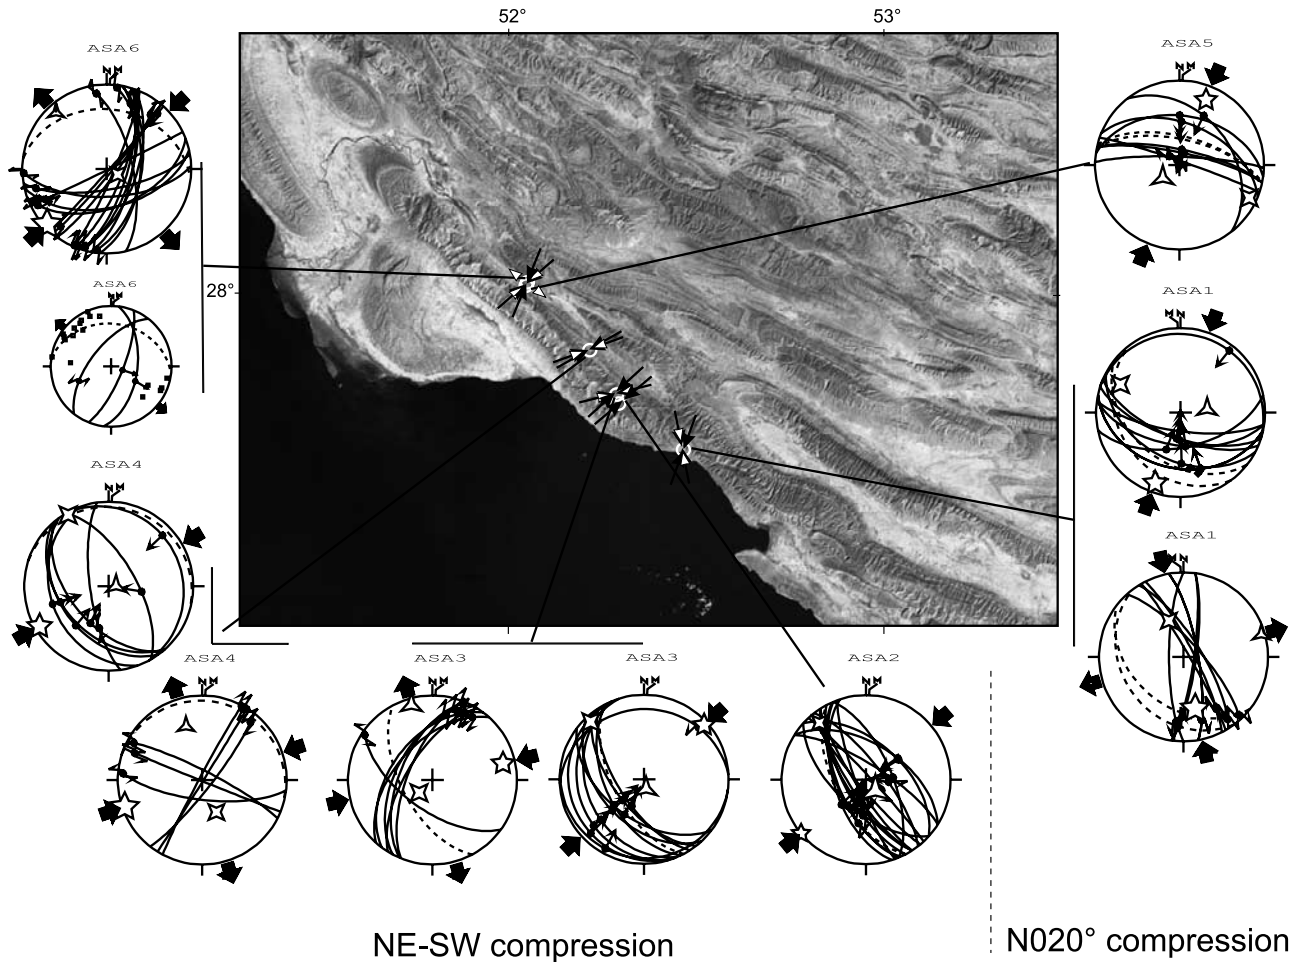 52° 53°
ASA6
ASA5
N M
ASA6
28°
ASA1
ASA4
ASA1
ASA4 ASA3 ASA3 ASA2
NE-SW compression
N020° compression